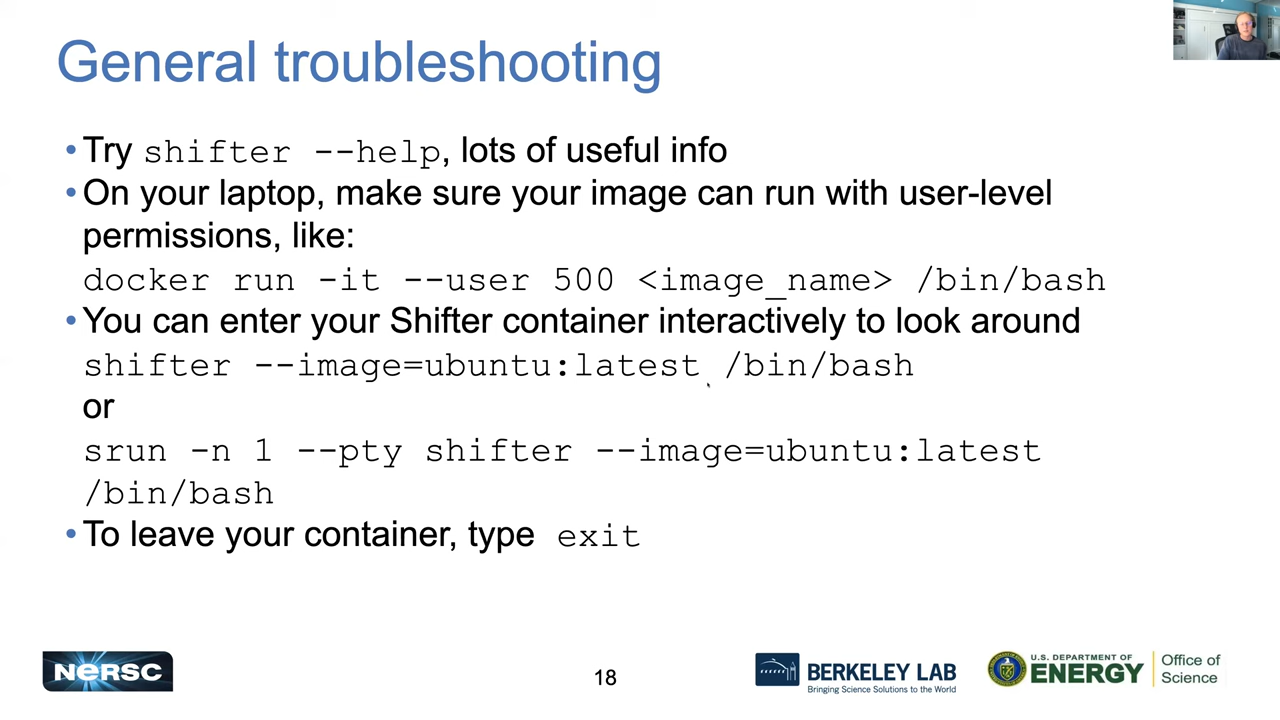 General troubleshooting
•Try shifter --help, lots of useful info
•On your laptop, make sure your image can run with user-level
permissions, like:
docker run -it --user 500 <image_name> /bin/bash
•You can enter your Shifter container interactively to look around
shifter --image=ubuntu:latest /bin/bash
or
srun -n 1 --pty shifter --image=ubuntu:latest
/bin/bash
•To leave your container, type exit
NERSC
18
BERKELEY LAB
Bringing Science Solutions to the World
U.S. DEPARTMENT OF
ENERGY
Office of
Science